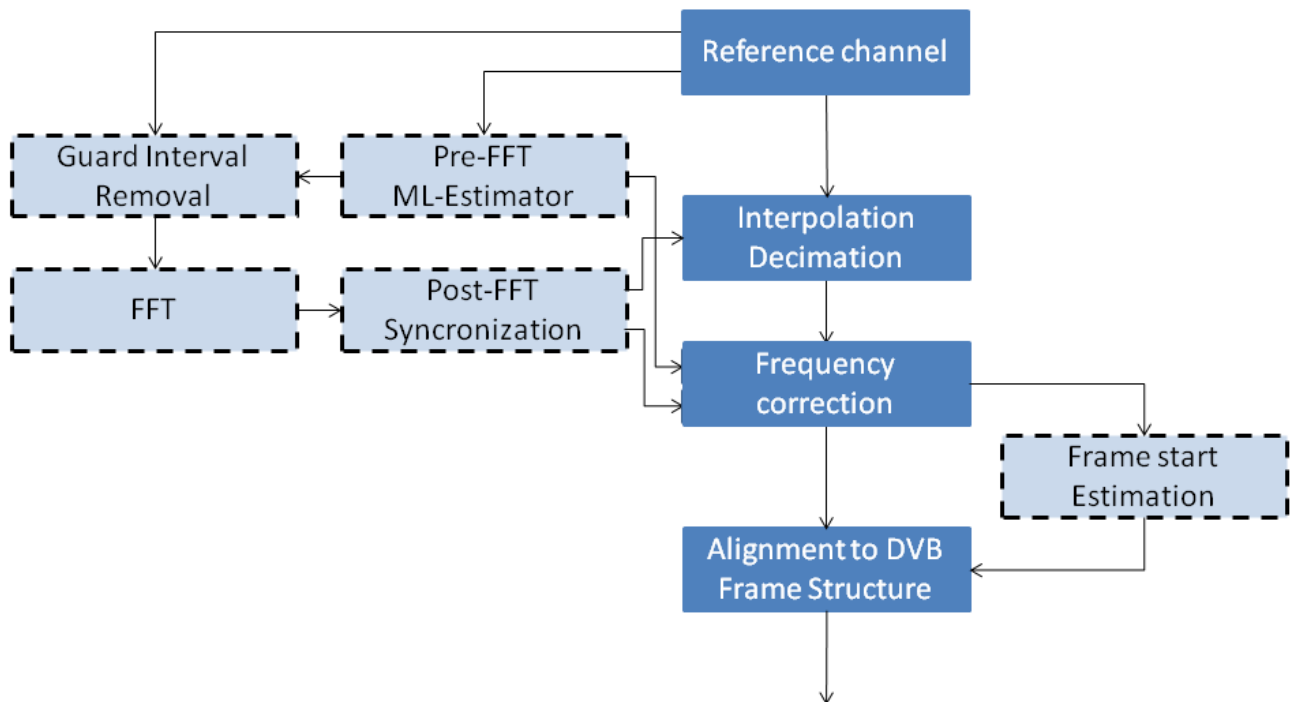 Reference channel
Guard Interval
Removal
Pre-FFT
ML-Estimator
Interpolation
Decimation
FFT
Post-FFT
Syncronization
Frequency
correction
Frame start
Estimation
Alignment to DVB
Frame Structure